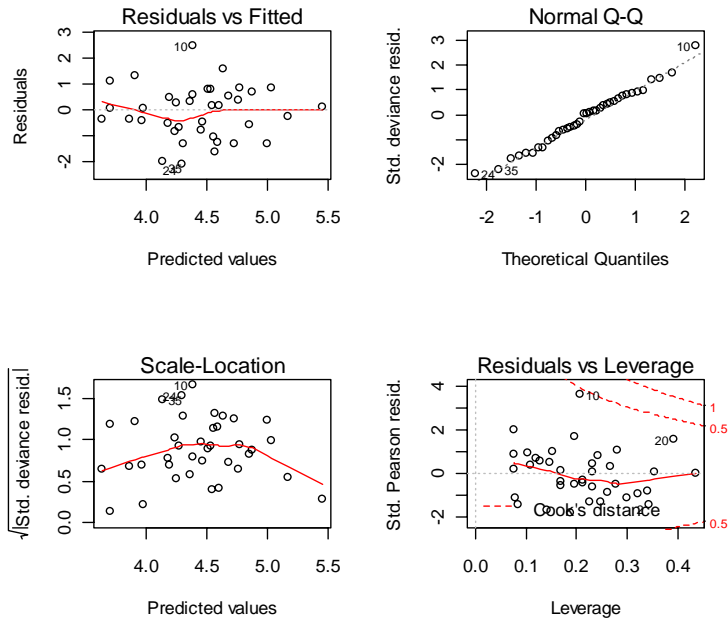 Residuals vs Fitted
Residuals
3
2
1
0
-2
10
24
35
4.0 4.5 5.0 5.5
Predicted values
Normal Q-Q
Std. deviance resid.
3
2
1
0
-2
10
24
35
-2 -1 0 1 2
Theoretical Quantiles
Scale-Location
√|Std. deviance resid.|
1.5
1.0
0.5
0.0
10
24
35
4.0 4.5 5.0 5.5
Predicted values
Residuals vs Leverage
Std. Pearson resid.
4
2
0
-2
10
20
1
0.5
0.5
Cook's distance
0.0 0.1 0.2 0.3 0.4
Leverage